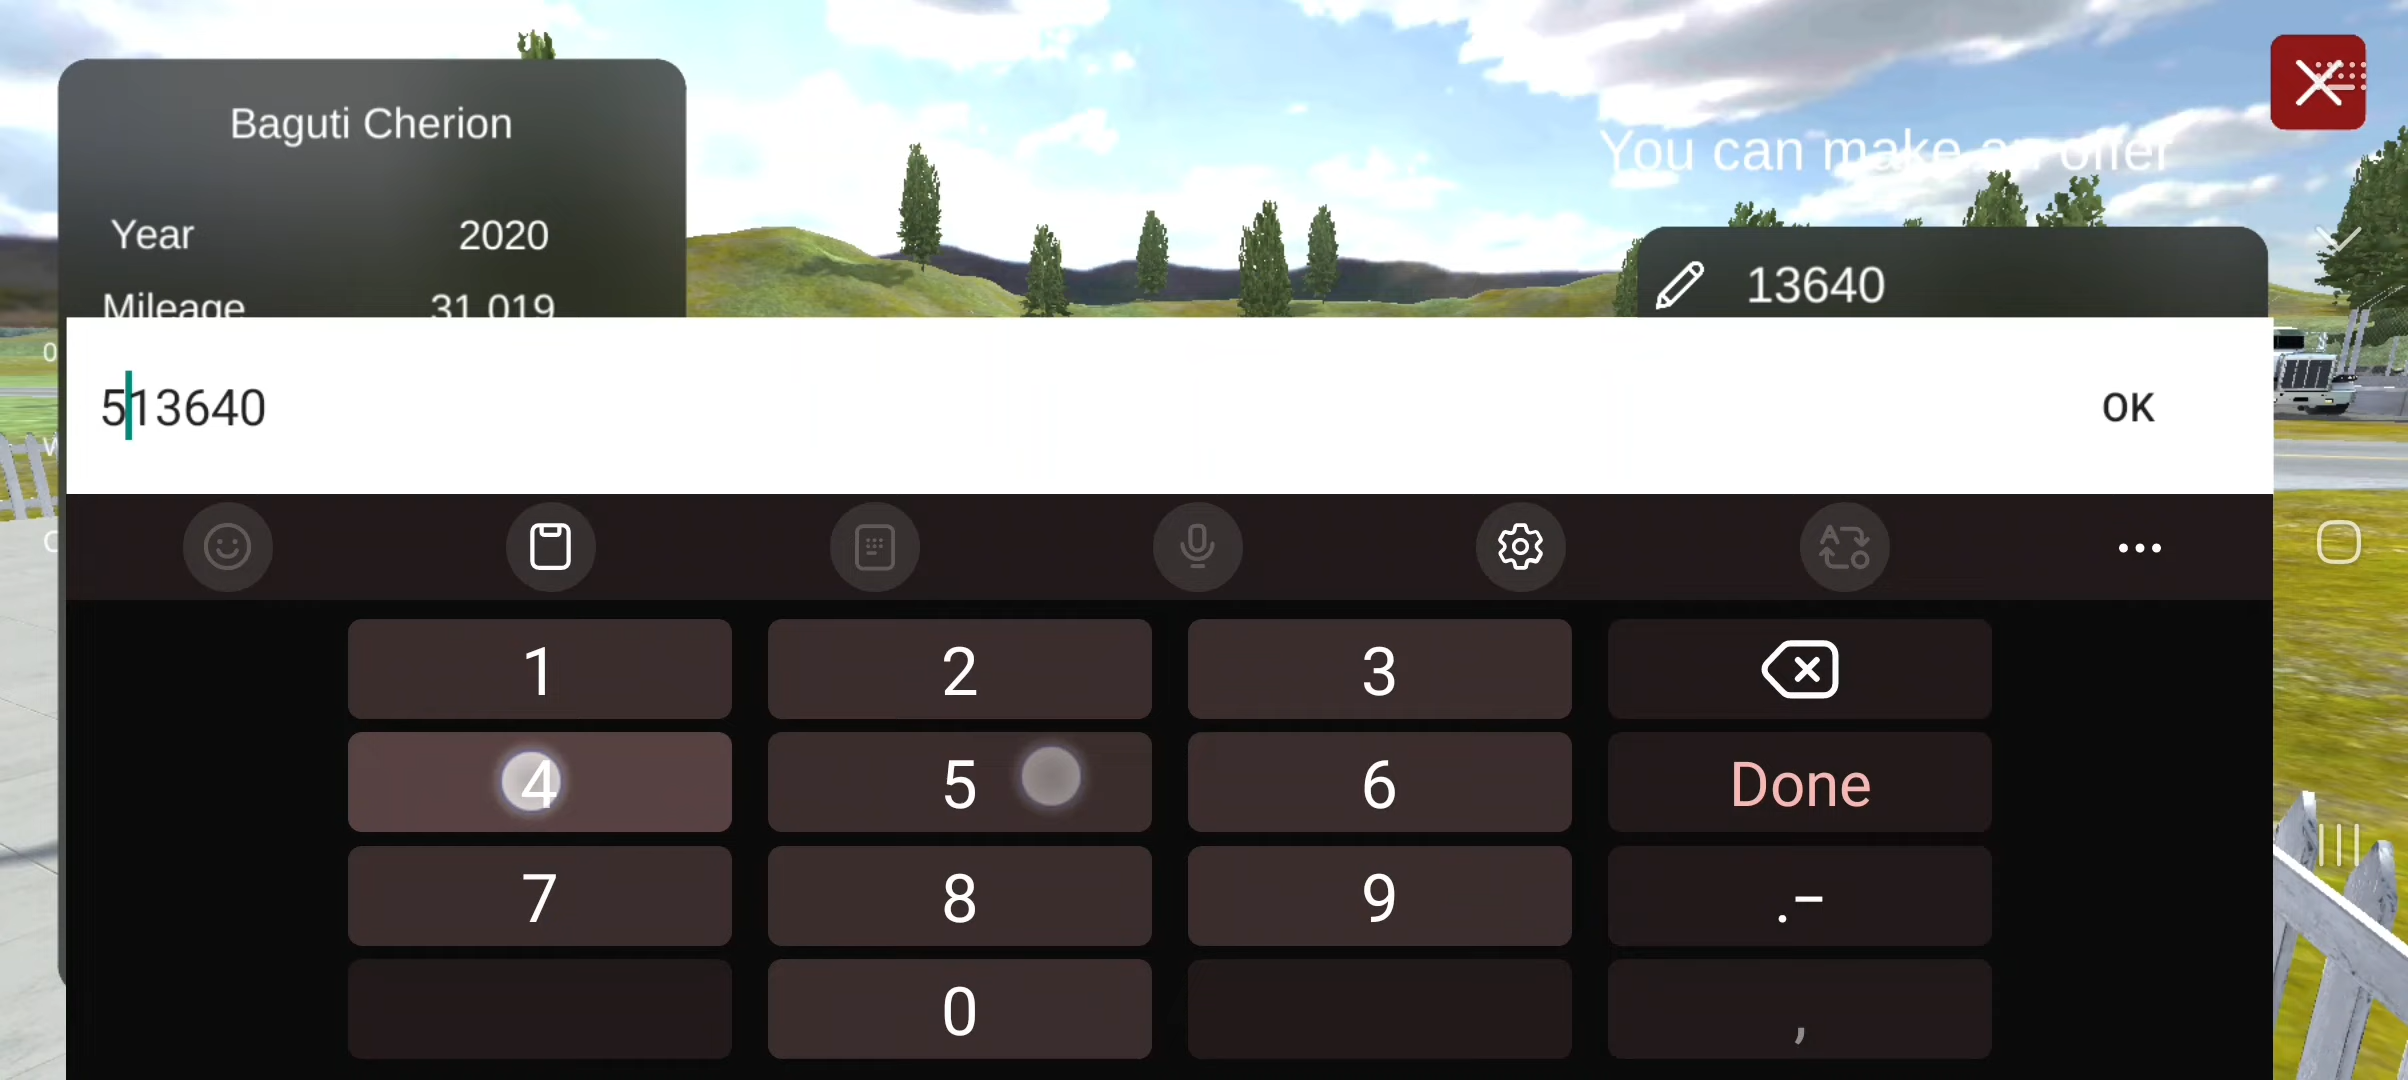 Baguti Cherion
You can make an offer
Year 2020
Mileage 31 019
13640
513640
OK
1 2 3
4 5 6 Done
7 8 9 .-
0 ,